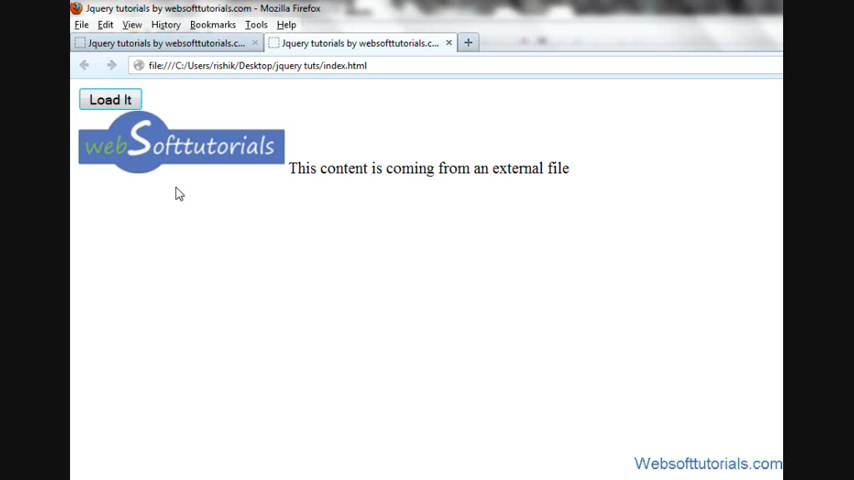 Jquery tutorials by websofttutorials.com - Mozilla Firefox
File Edit View History Bookmarks Tools Help
Jquery tutorials by websofttutorials.c... × Jquery tutorials by websofttutorials.c... × +
file:///C:/Users/rishik/Desktop/jquery tuts/index.html
Load It
webSofttutorials
This content is coming from an external file
Websofttutorials.com